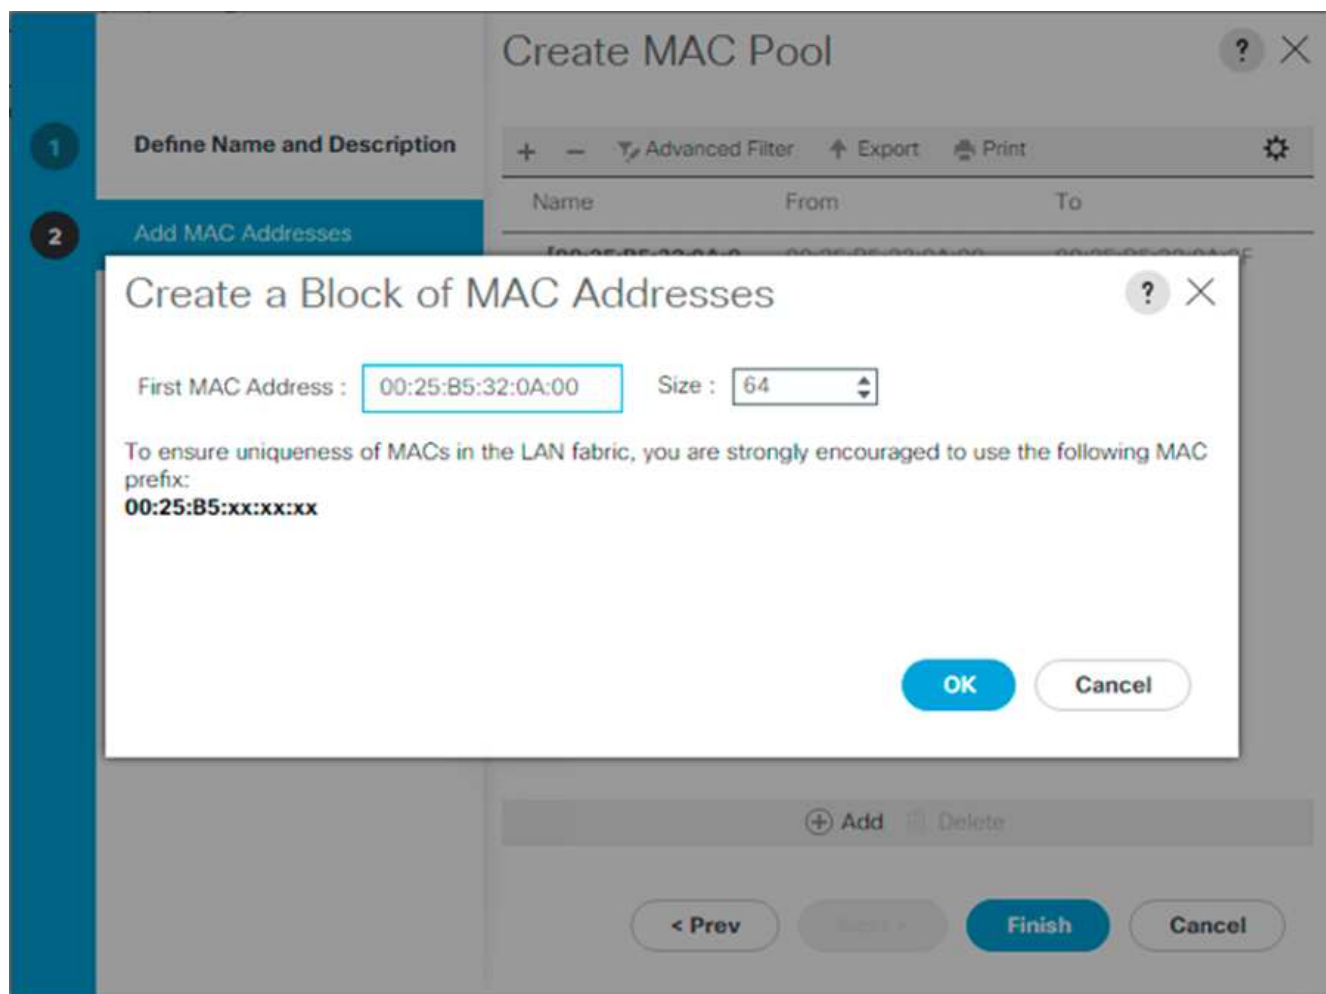 Create MAC Pool
?
1
Define Name and Description
+ − Advanced Filter Export Print
Name From To
2
Add MAC Addresses
Create a Block of MAC Addresses
?
First MAC Address : 00:25:B5:32:0A:00 Size : 64
To ensure uniqueness of MACs in the LAN fabric, you are strongly encouraged to use the following MAC
prefix:
00:25:B5:xx:xx:xx
OK Cancel
Add Delete
< Prev Next > Finish Cancel